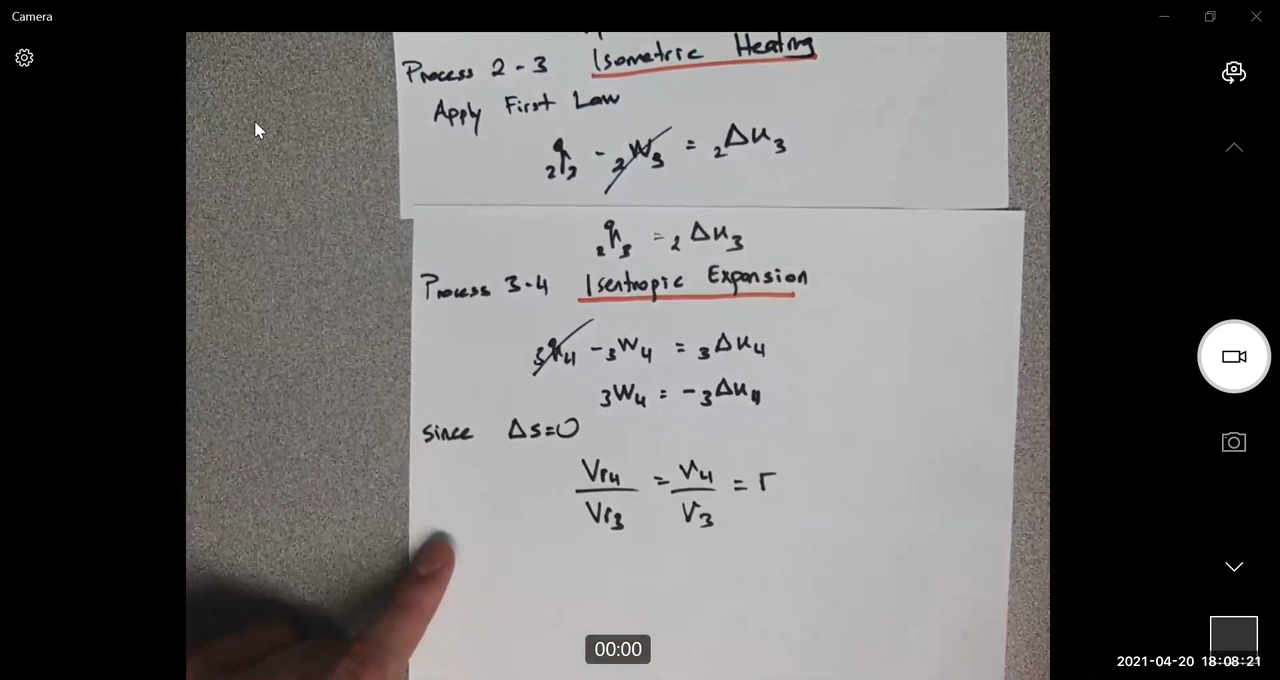 Camera
Process 2-3 Isometric Heating
Apply First Law
₂q₃ - ₂W₃ = ₂Δu₃
₂q₃ = ₂Δu₃
Process 3-4 Isentropic Expansion
₃q₄ - ₃W₄ = ₃Δu₄
₃W₄ = -₃Δu₄
since Δs=0
Vr₄/Vr₃ = V₄/V₃ = r
00:00
2021-04-20 18:08:21